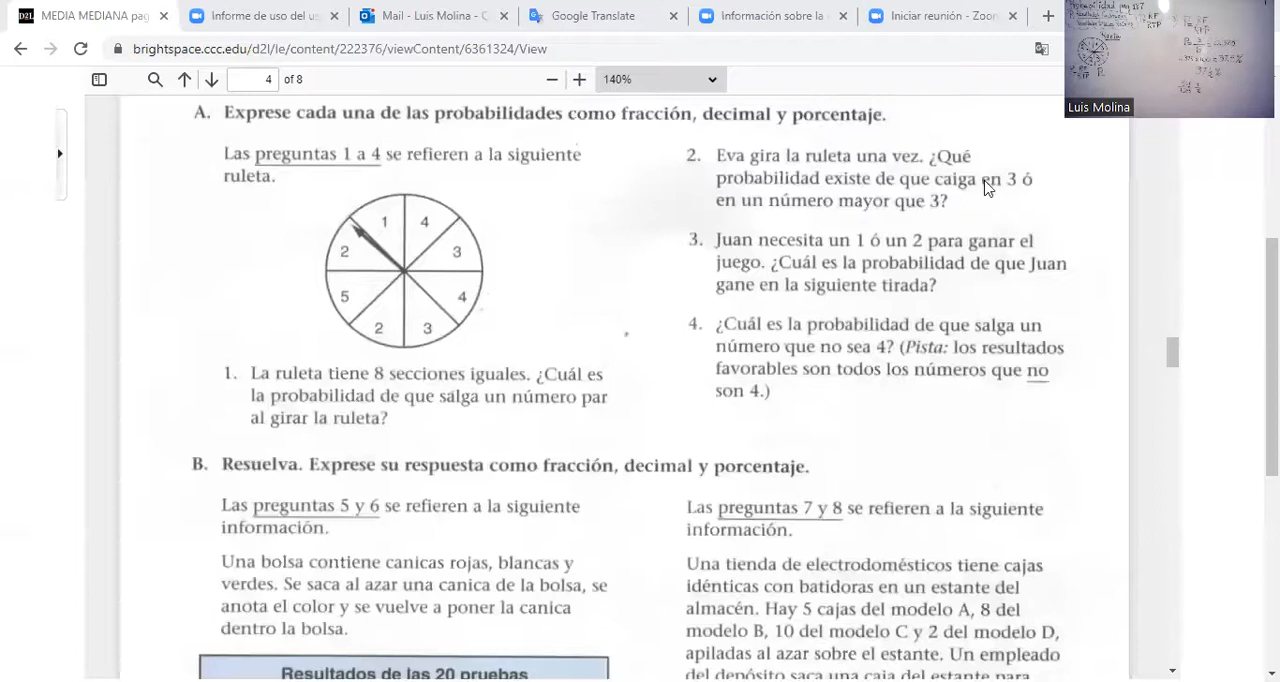 MEDIA MEDIANA pag
Informe de uso del us
Mail - Luis Molina - C
Google Translate
Información sobre la
Iniciar reunión - Zoom
brightspace.ccc.edu/d2l/le/content/222376/viewContent/6361324/View
4 of 8
140%
Luis Molina
A. Exprese cada una de las probabilidades como fracción, decimal y porcentaje.
Las preguntas 1 a 4 se refieren a la siguiente
ruleta.
1 4
2 3
5 4
2 3
1. La ruleta tiene 8 secciones iguales. ¿Cuál es
la probabilidad de que salga un número par
al girar la ruleta?
2. Eva gira la ruleta una vez. ¿Qué
probabilidad existe de que caiga en 3 ó
en un número mayor que 3?
3. Juan necesita un 1 ó un 2 para ganar el
juego. ¿Cuál es la probabilidad de que Juan
gane en la siguiente tirada?
4. ¿Cuál es la probabilidad de que salga un
número que no sea 4? (Pista: los resultados
favorables son todos los números que no
son 4.)
B. Resuelva. Exprese su respuesta como fracción, decimal y porcentaje.
Las preguntas 5 y 6 se refieren a la siguiente
información.
Una bolsa contiene canicas rojas, blancas y
verdes. Se saca al azar una canica de la bolsa, se
anota el color y se vuelve a poner la canica
dentro la bolsa.
Resultados de las 20 pruebas
Las preguntas 7 y 8 se refieren a la siguiente
información.
Una tienda de electrodomésticos tiene cajas
idénticas con batidoras en un estante del
almacén. Hay 5 cajas del modelo A, 8 del
modelo B, 10 del modelo C y 2 del modelo D,
apiladas al azar sobre el estante. Un empleado
del depósito saca una caja del estante para